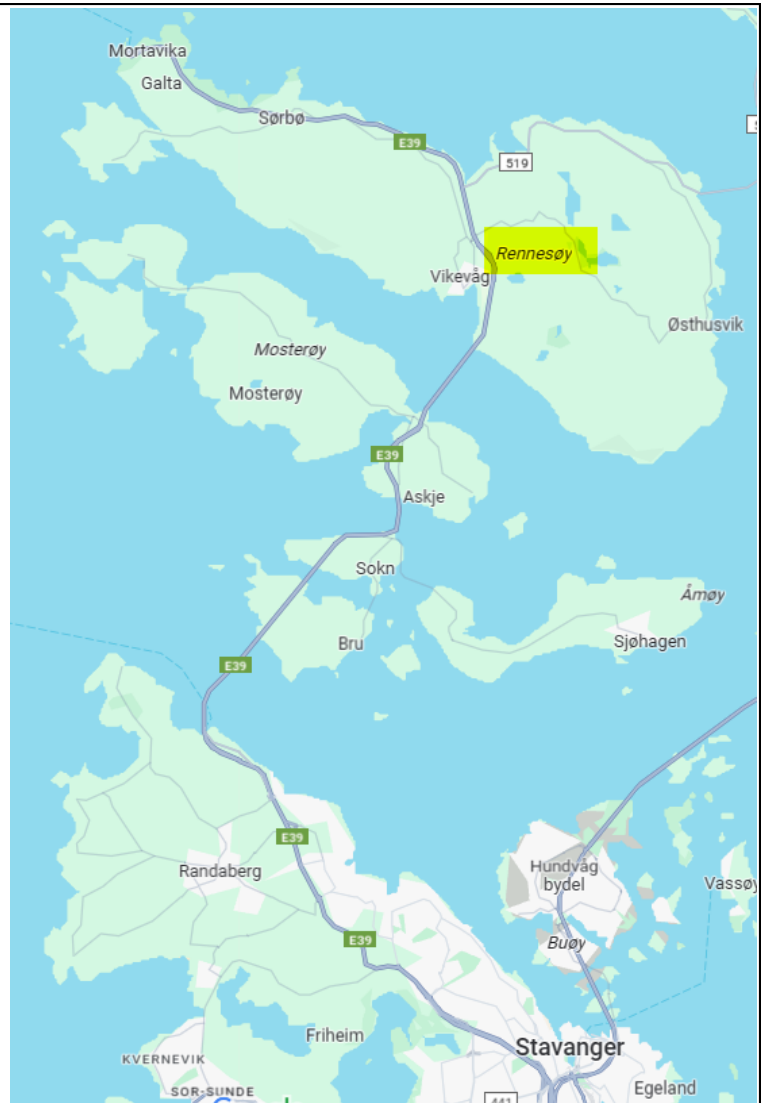 Mortavika
Galta
Sørbø
E39
519
Rennesøy
Vikevåg
Østhusvik
Mosterøy
Mosterøy
E39
Askje
Sokn
Åmøy
Bru
Sjøhagen
E39
E39
Randaberg
Hundvåg
bydel
Vassøy
E39
Buøy
Friheim
Stavanger
KVERNEVIK
SOR-SUNDE
441
Egeland